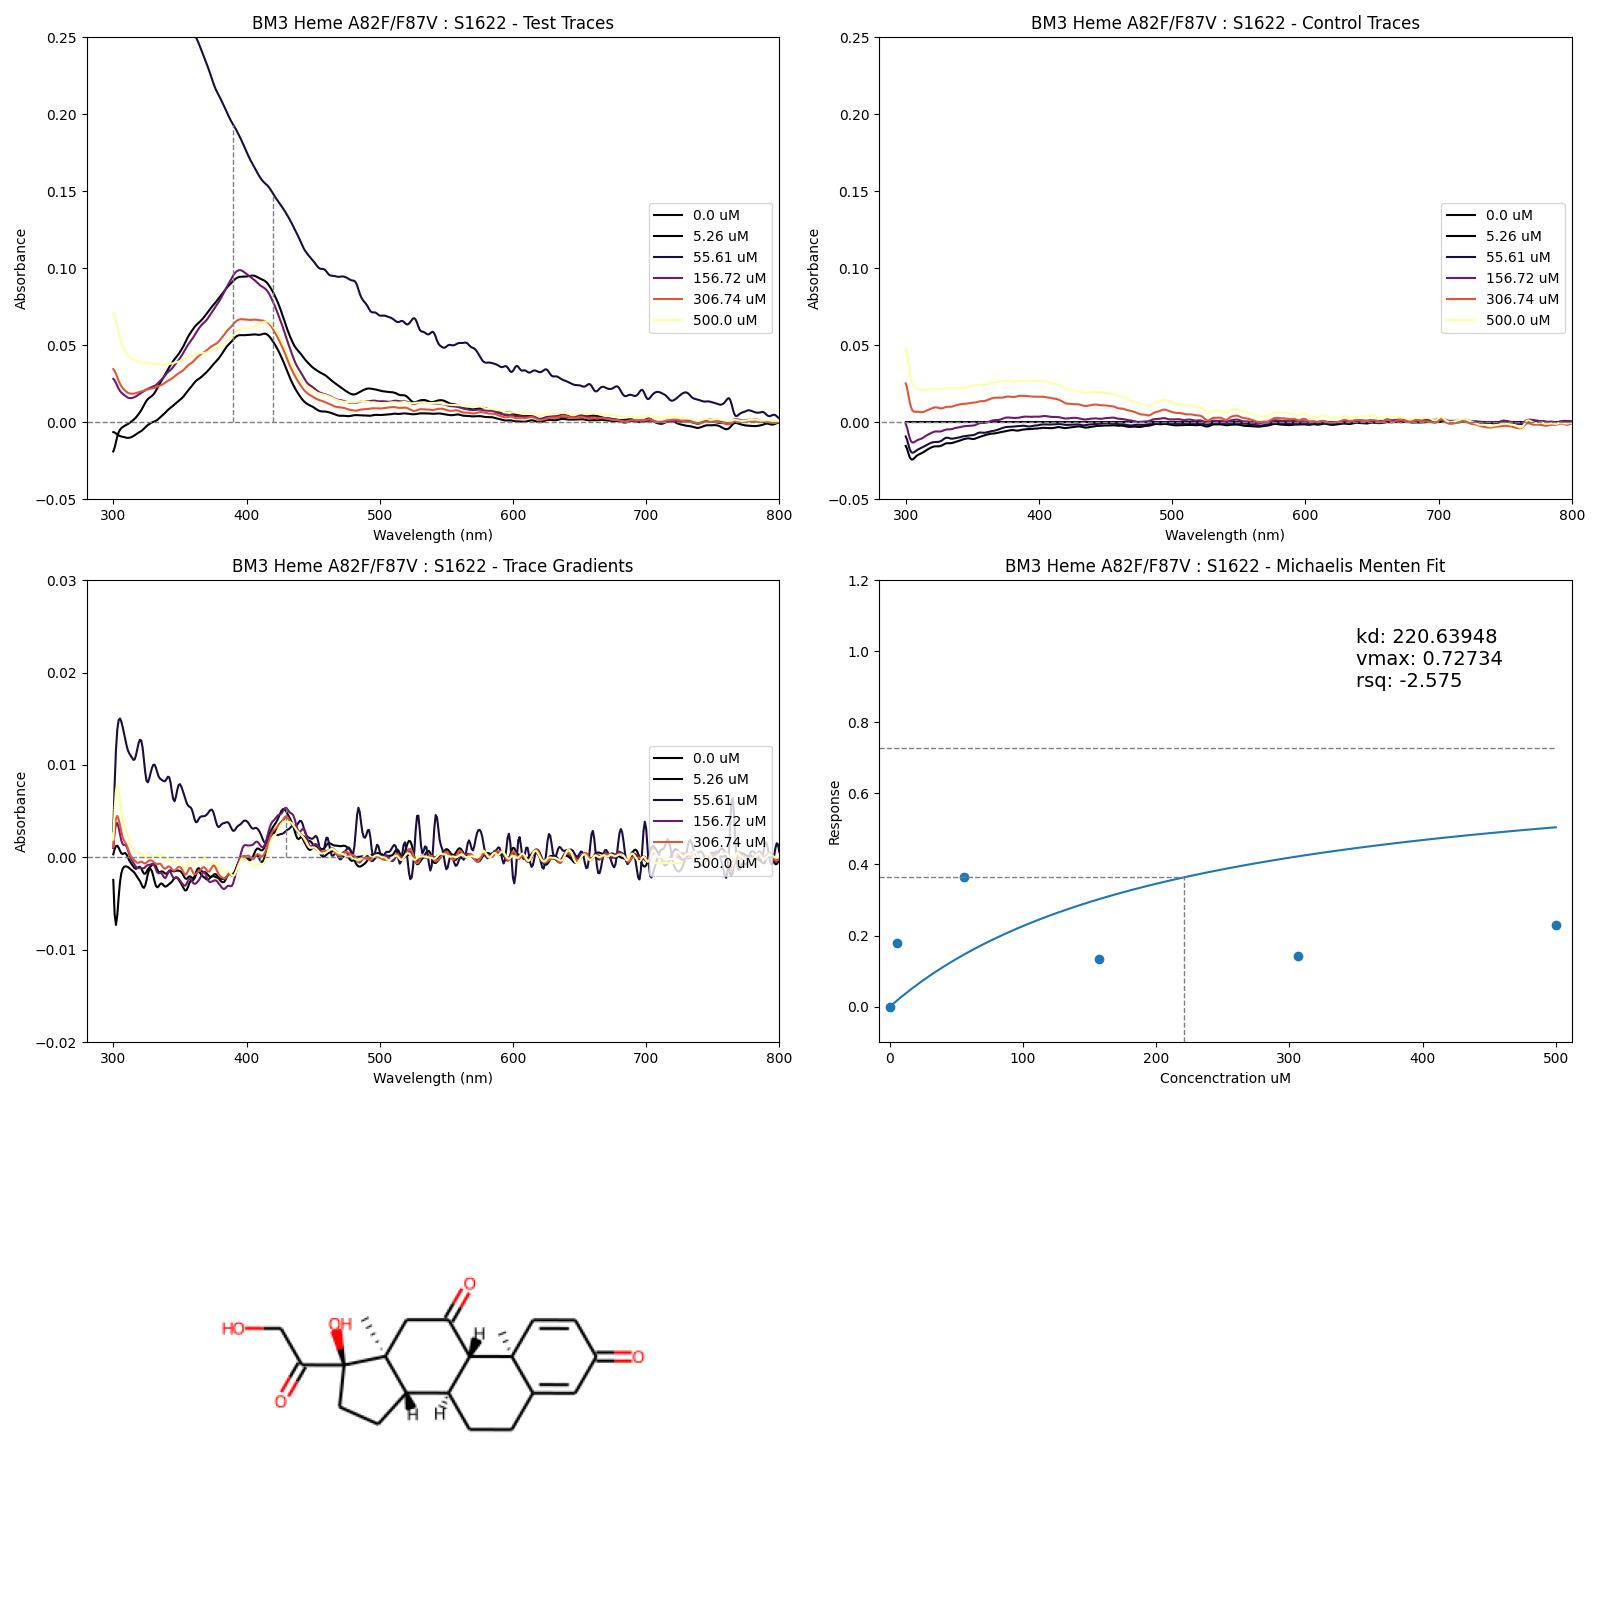 BM3 Heme A82F/F87V : S1622 - Test Traces
0.25
0.20
0.15
0.10
0.05
0.00
−0.05
Absorbance
300 400 500 600 700 800
Wavelength (nm)
0.0 uM
5.26 uM
55.61 uM
156.72 uM
306.74 uM
500.0 uM
BM3 Heme A82F/F87V : S1622 - Control Traces
0.25
0.20
0.15
0.10
0.05
0.00
−0.05
Absorbance
300 400 500 600 700 800
Wavelength (nm)
0.0 uM
5.26 uM
55.61 uM
156.72 uM
306.74 uM
500.0 uM
BM3 Heme A82F/F87V : S1622 - Trace Gradients
0.03
0.02
0.01
0.00
−0.01
−0.02
Absorbance
300 400 500 600 700 800
Wavelength (nm)
0.0 uM
5.26 uM
55.61 uM
156.72 uM
306.74 uM
500.0 uM
BM3 Heme A82F/F87V : S1622 - Michaelis Menten Fit
1.2
1.0
0.8
0.6
0.4
0.2
0.0
Response
kd: 220.63948
vmax: 0.72734
rsq: -2.575
0 100 200 300 400 500
Concenctration uM
O
HO
OH
H
O
O
H
H